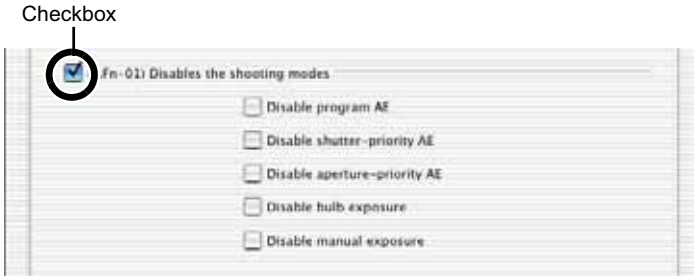 Checkbox
.Fn-01) Disables the shooting modes
Disable program AE
Disable shutter-priority AE
Disable aperture-priority AE
Disable bulb exposure
Disable manual exposure